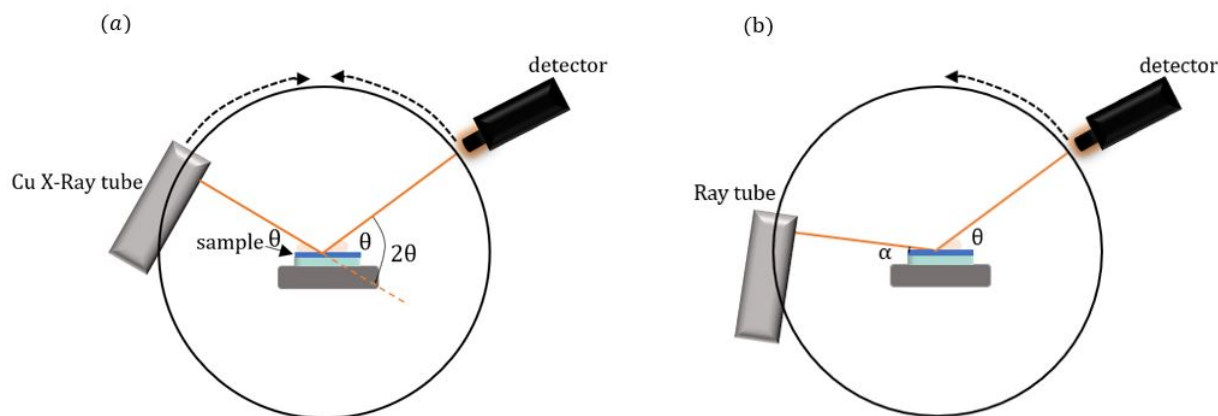 (a)
detector
Cu X-Ray tube
sample
θ
θ
2θ
(b)
detector
Ray tube
α
θ